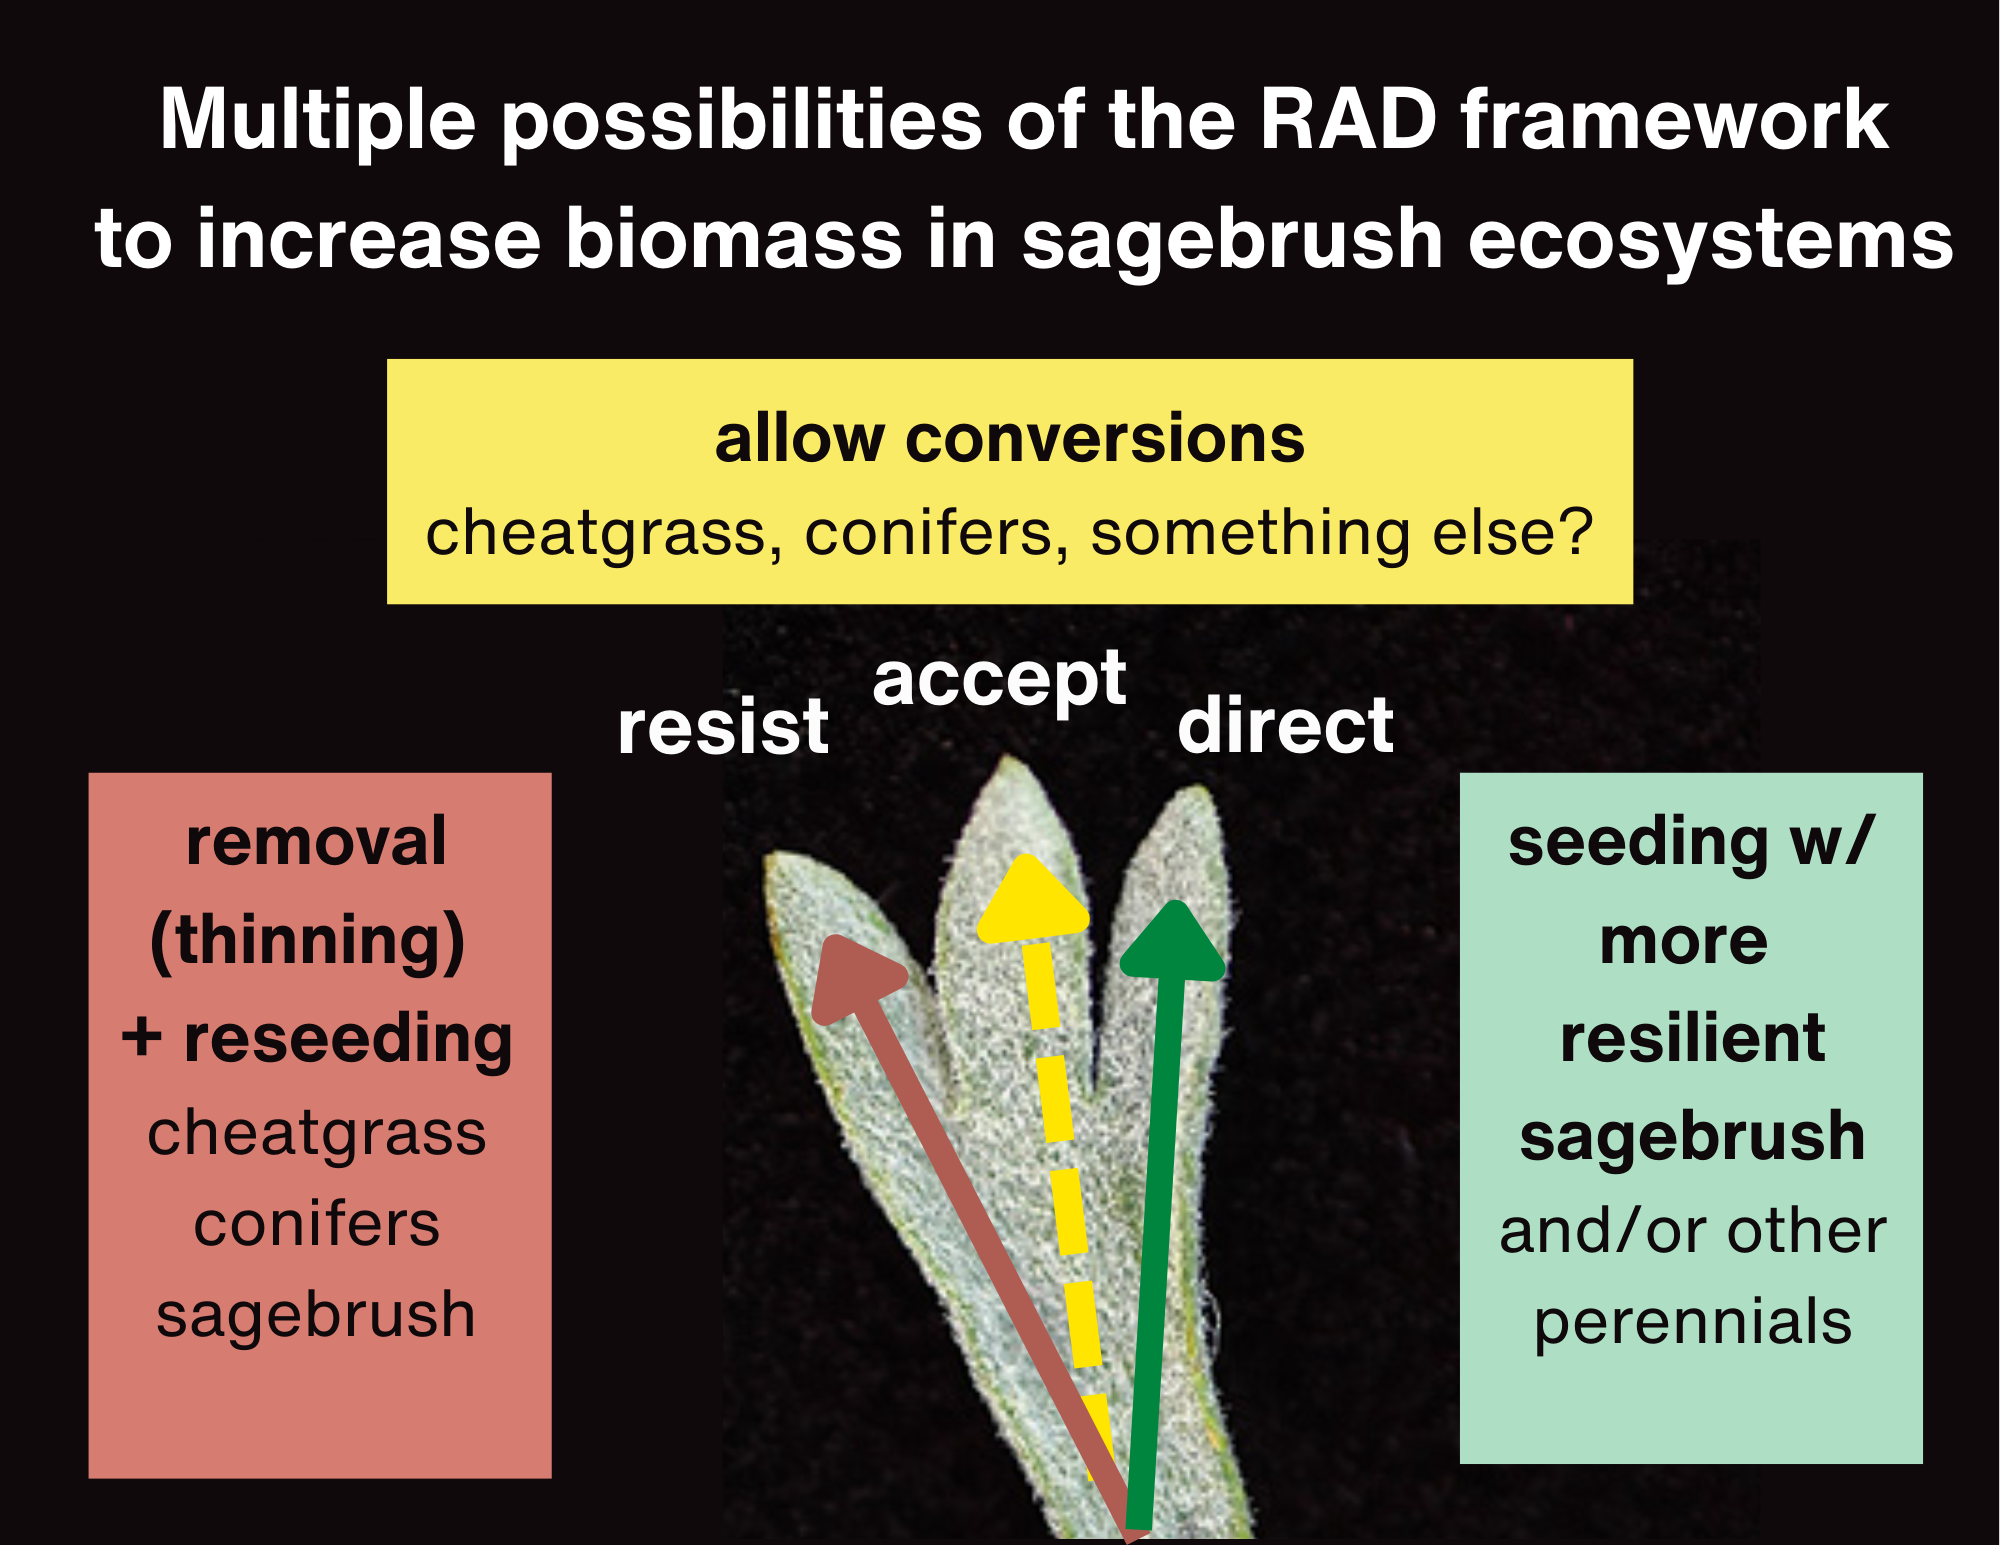 Multiple possibilities of the RAD framework
to increase biomass in sagebrush ecosystems
allow conversions
cheatgrass, conifers, something else?
accept
resist
direct
removal
(thinning)
+ reseeding
cheatgrass
conifers
sagebrush
seeding w/
more
resilient
sagebrush
and/or other
perennials